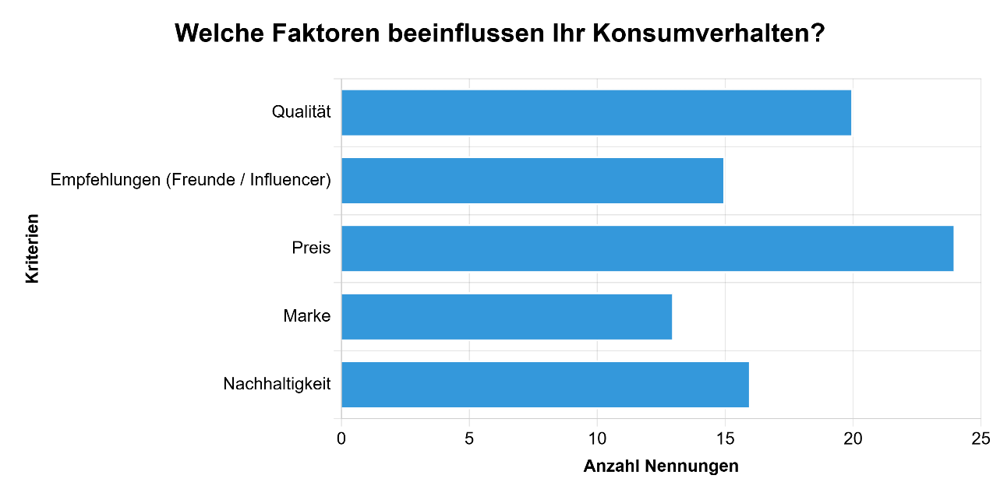 Welche Faktoren beeinflussen Ihr Konsumverhalten?
Kriterien
Qualität
Empfehlungen (Freunde / Influencer)
Preis
Marke
Nachhaltigkeit
0 5 10 15 20 25
Anzahl Nennungen